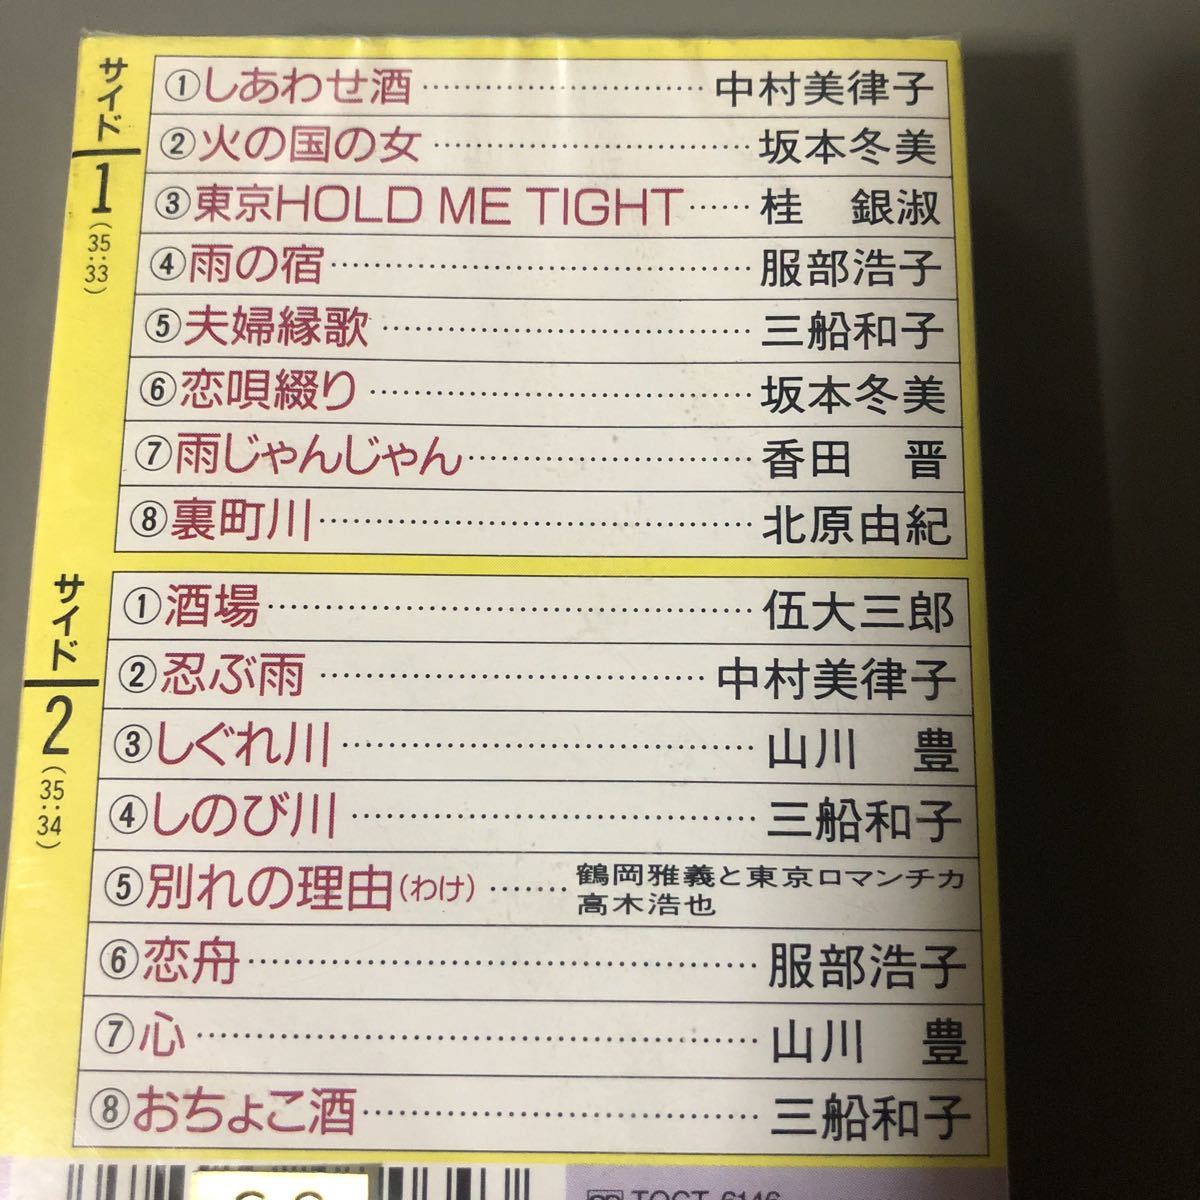 サイド1(35:33)
①しあわせ酒……中村美律子
②火の国の女……坂本冬美
③東京HOLD ME TIGHT……桂 銀淑
④雨の宿……服部浩子
⑤夫婦縁歌……三船和子
⑥恋唄綴り……坂本冬美
⑦雨じゃんじゃん……香田 晋
⑧裏町川……北原由紀
サイド2(35:34)
①酒場……伍大三郎
②忍ぶ雨……中村美律子
③しぐれ川……山川 豊
④しのび川……三船和子
⑤別れの理由(わけ)……鶴岡雅義と東京ロマンチカ
高木浩也
⑥恋舟……服部浩子
⑦心……山川 豊
⑧おちょこ酒……三船和子